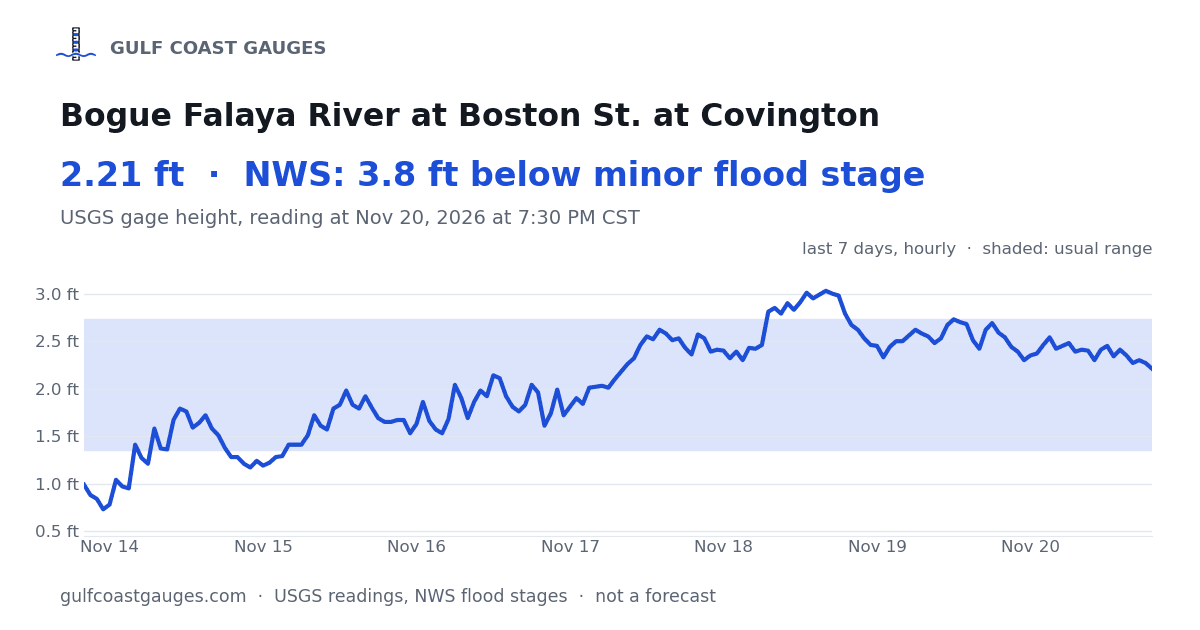 GULF COAST GAUGES
Bogue Falaya River at Boston St. at Covington
2.21 ft · NWS: 3.8 ft below minor flood stage
USGS gage height, reading at Nov 20, 2026 at 7:30 PM CST
last 7 days, hourly · shaded: usual range
3.0 ft
2.5 ft
2.0 ft
1.5 ft
1.0 ft
0.5 ft
Nov 14 Nov 15 Nov 16 Nov 17 Nov 18 Nov 19 Nov 20
gulfcoastgauges.com · USGS readings, NWS flood stages · not a forecast